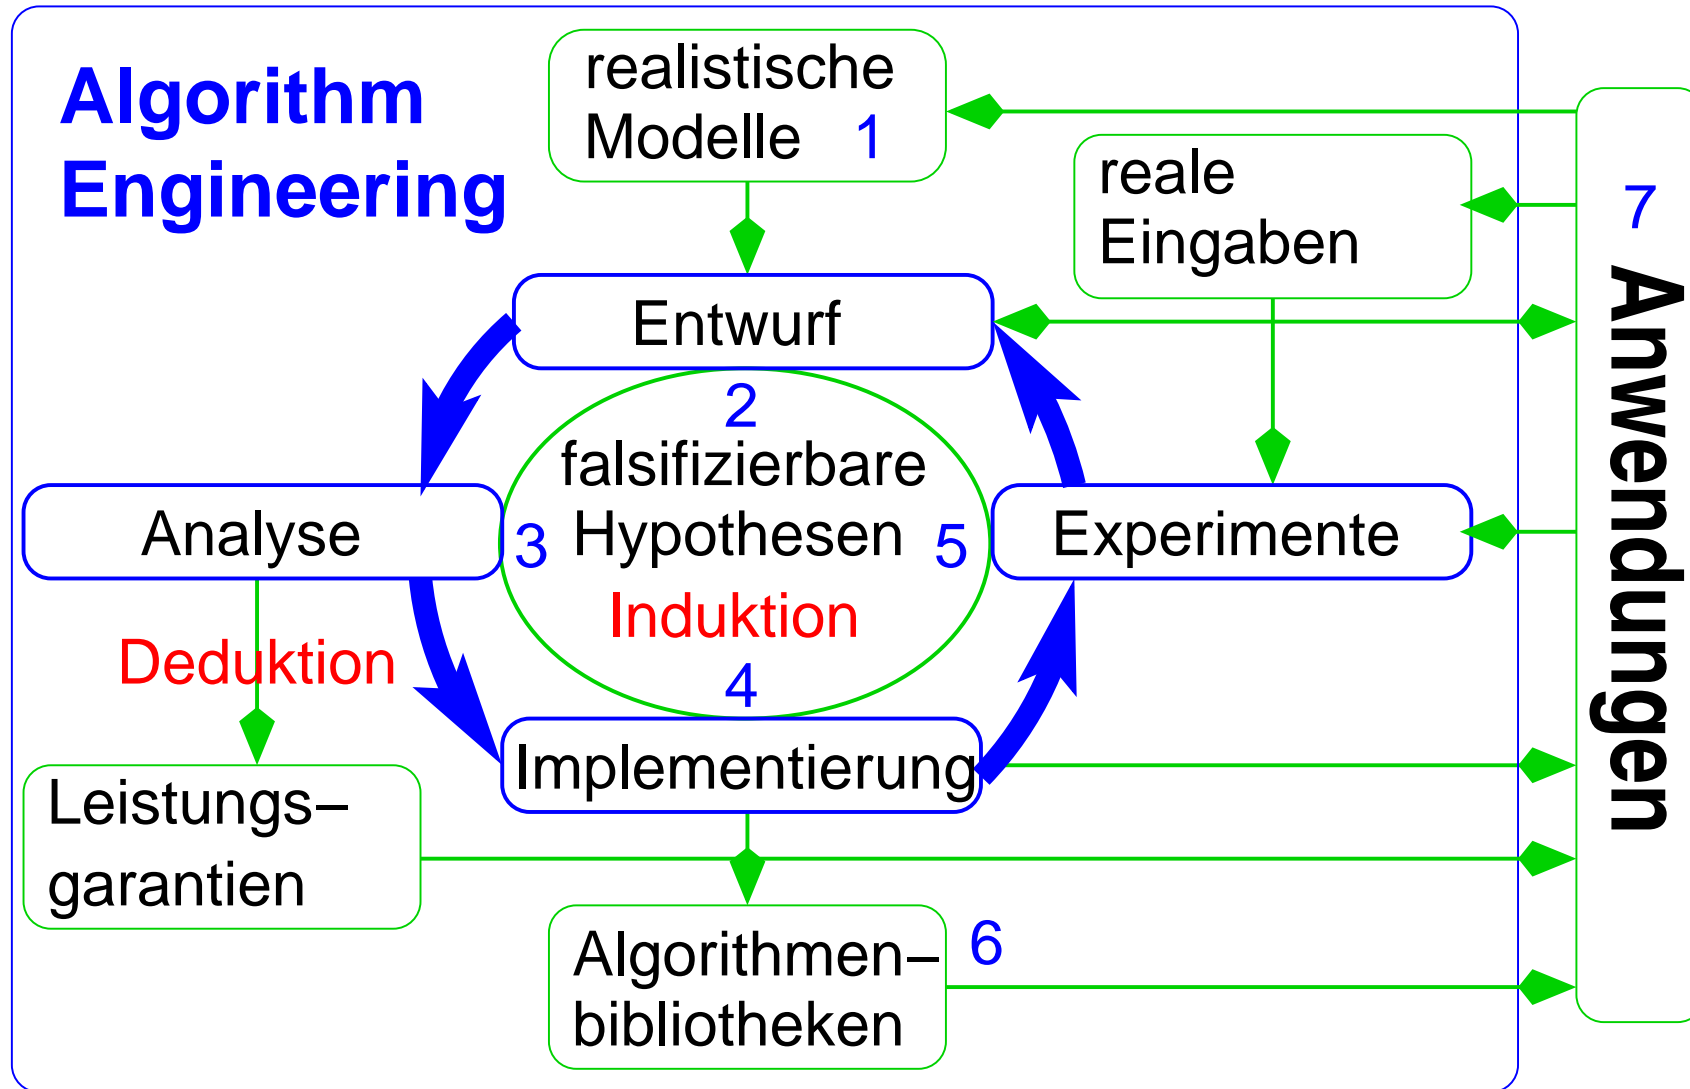 Algorithm
Engineering
realistische
Modelle 1
reale
Eingaben
7
Anwendungen
Entwurf
2
falsifizierbare
Hypothesen
Induktion
3
5
4
Analyse
Experimente
Deduktion
Implementierung
Leistungs–
garantien
Algorithmen–
bibliotheken
6